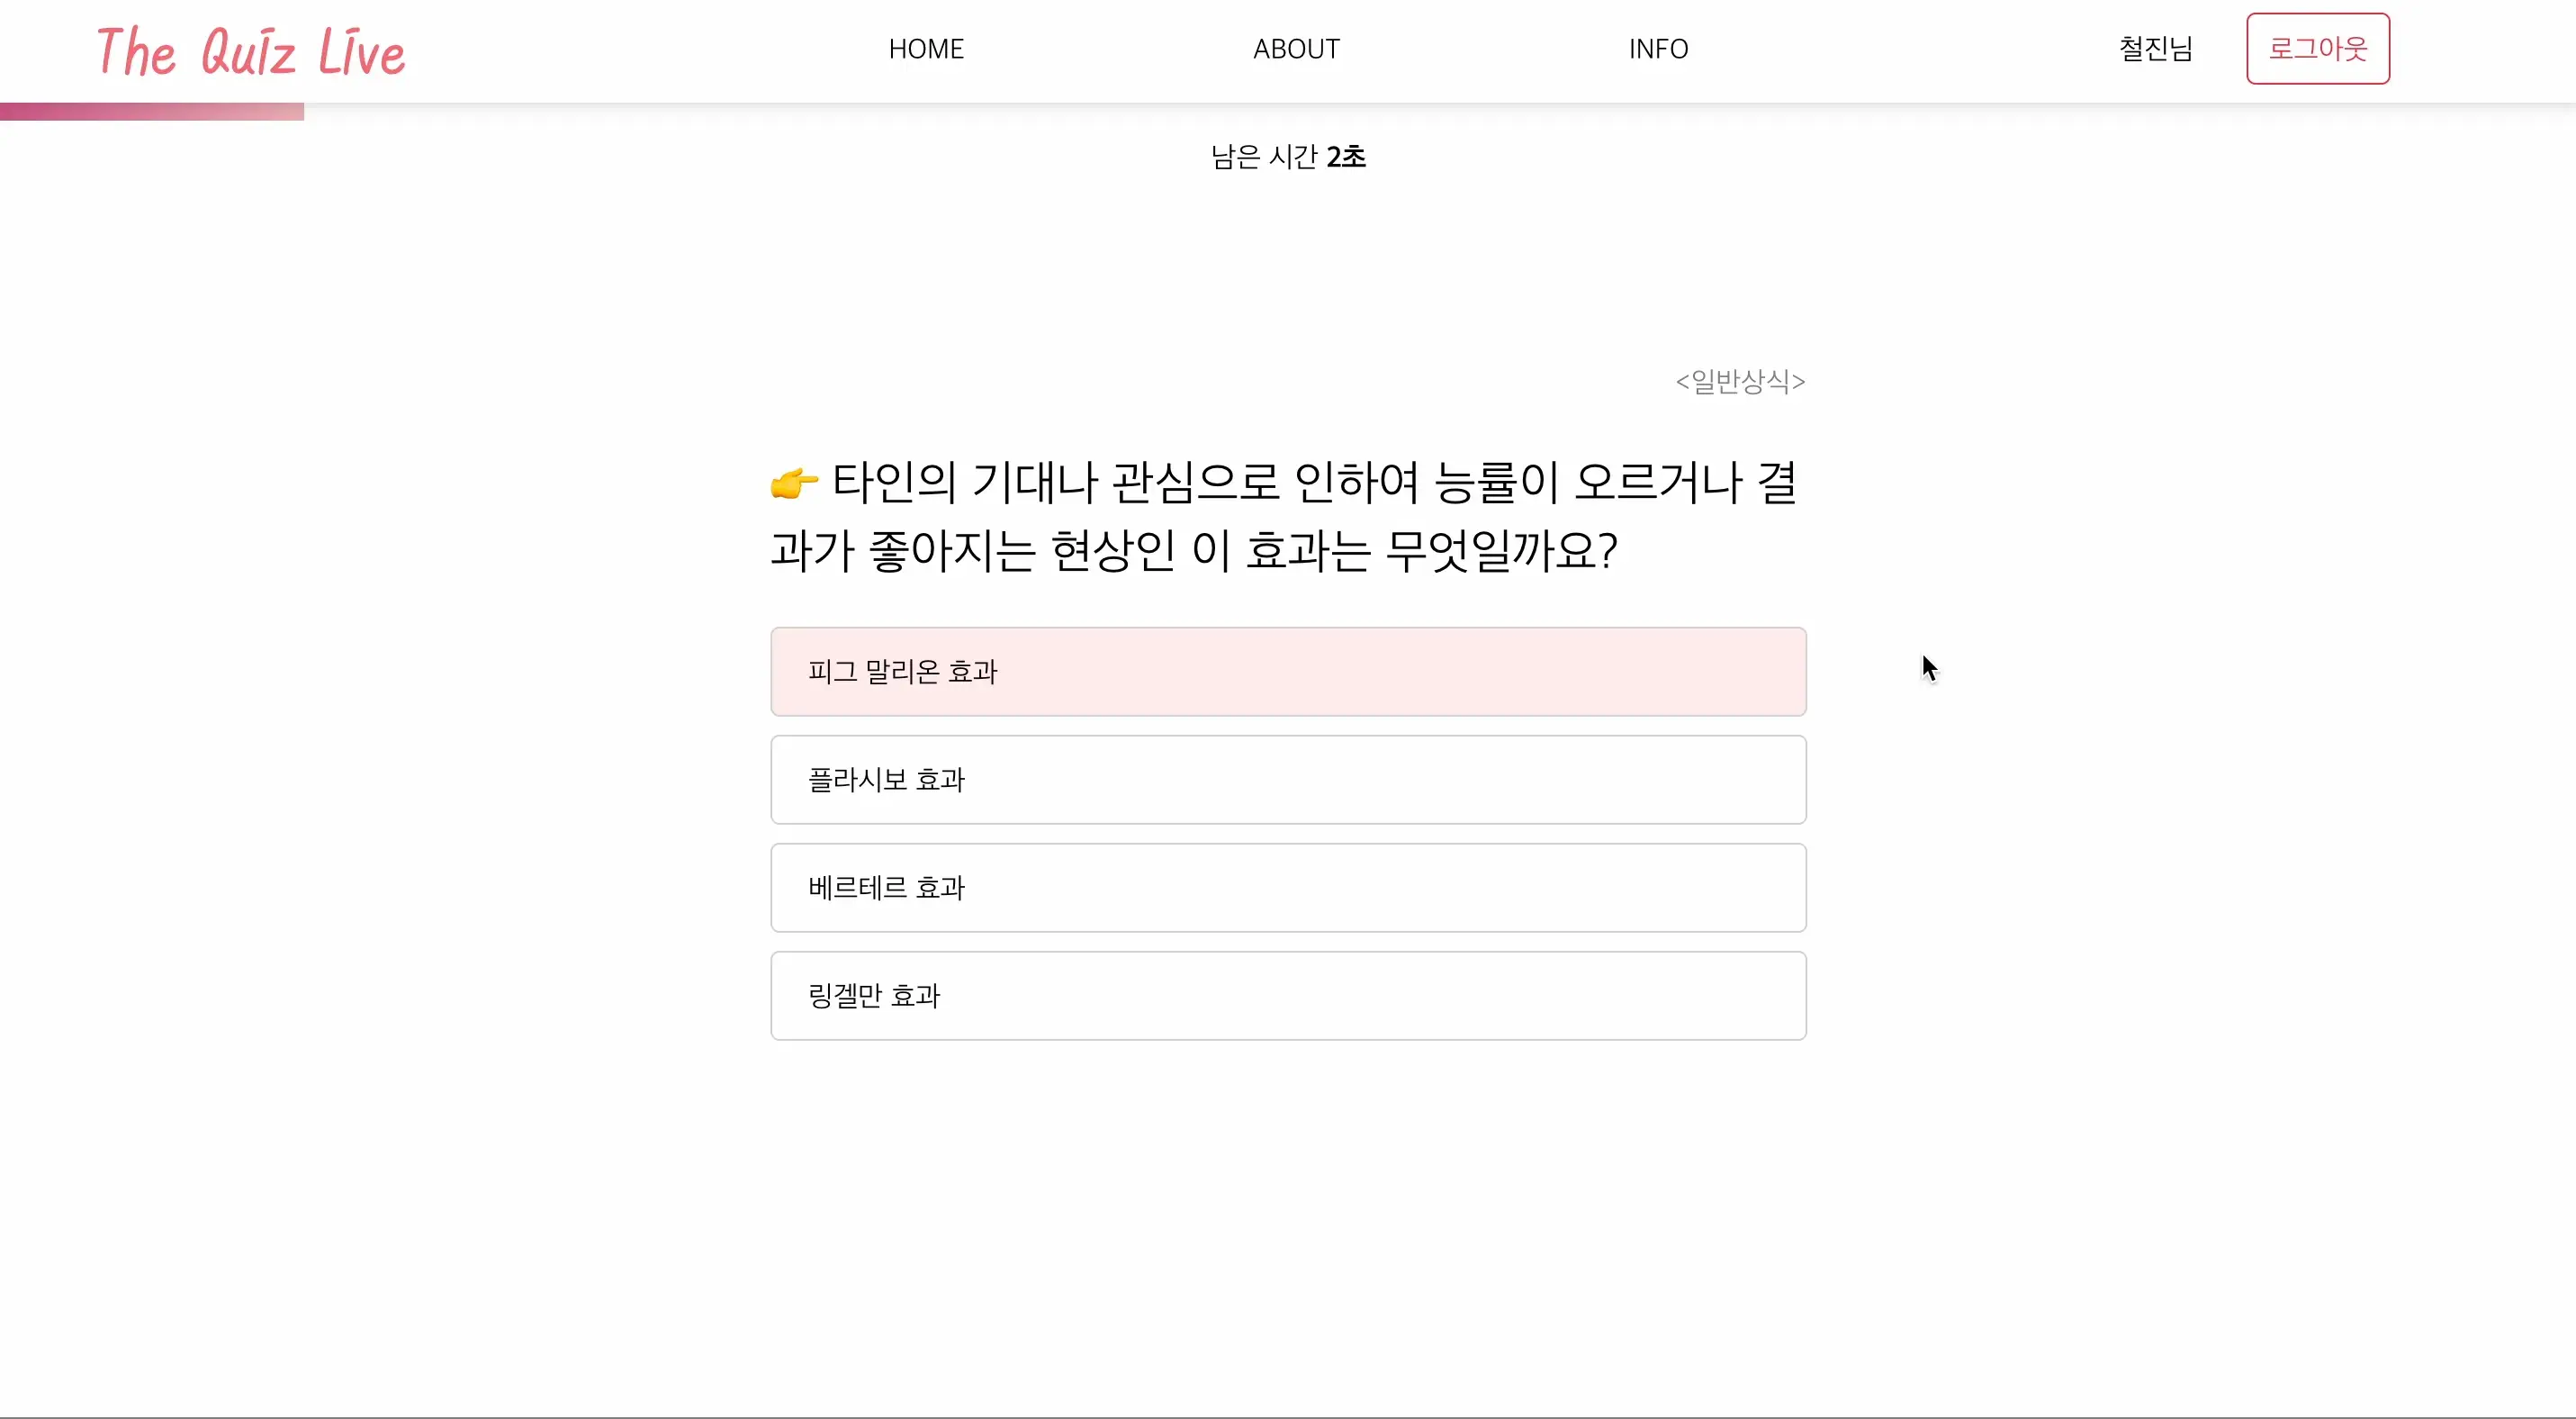 The Quiz Live
HOME
ABOUT
INFO
철진님
로그아웃
남은 시간 2초
<일반상식>
👉 타인의 기대나 관심으로 인하여 능률이 오르거나 결
과가 좋아지는 현상인 이 효과는 무엇일까요?
피그 말리온 효과
플라시보 효과
베르테르 효과
링겔만 효과